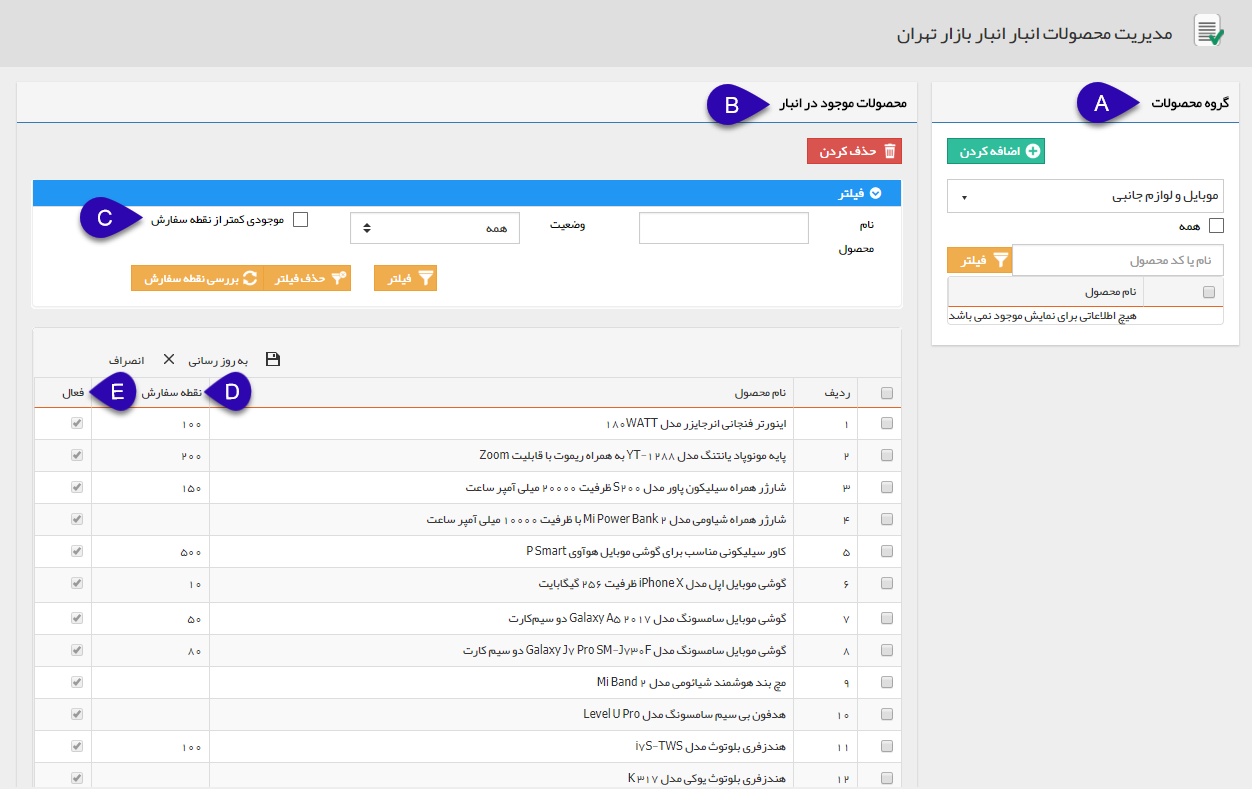 مدیریت محصولات انبار انبار بازار تهران
گروه محصولات
A
اضافه کردن
موبایل و لوازم جانبی
همه
نام یا کد محصول
فیلتر
نام محصول
هیچ اطلاعاتی برای نمایش موجود نمی باشد
محصولات موجود در انبار
B
حذف کردن
فیلتر
نام محصول
وضعیت
همه
موجودی کمتر از نقطه سفارش
C
فیلتر
حذف فیلتر
بررسی نقطه سفارش
به روز رسانی
انصراف
ردیف نام محصول D نقطه سفارش E فعال
۱ اینورتر فنجانی انرجایزر مدل ۱۸۰WATT ۱۰۰
۲ پایه مونوپاد یانتنگ مدل YT-۱۲۸۸ به همراه ریموت با قابلیت Zoom ۲۰۰
۳ شارژر همراه سیلیکون پاور مدل S۲۰۰ ظرفیت ۲۰۰۰۰ میلی آمپر ساعت ۱۵۰
۴ شارژر همراه شیاومی مدل Mi Power Bank ۲ با ظرفیت ۱۰۰۰۰ میلی آمپر ساعت
۵ کاور سیلیکونی مناسب برای گوشی موبایل هوآوی P Smart ۵۰۰
۶ گوشی موبایل اپل مدل iPhone X ظرفیت ۲۵۶ گیگابایت ۱۰
۷ گوشی موبایل سامسونگ مدل Galaxy A۵ ۲۰۱۷ دو سیم‌کارت ۵۰
۸ گوشی موبایل سامسونگ مدل Galaxy J۷ Pro SM-J۷۳۰F دو سیم کارت ۸۰
۹ مچ بند هوشمند شیائومی مدل Mi Band ۲
۱۰ هدفون بی سیم سامسونگ مدل Level U Pro
۱۱ هندزفری بلوتوث مدل i۷S-TWS ۱۰۰
۱۲ هندزفری بلوتوث یوکی مدل K۳۱۷